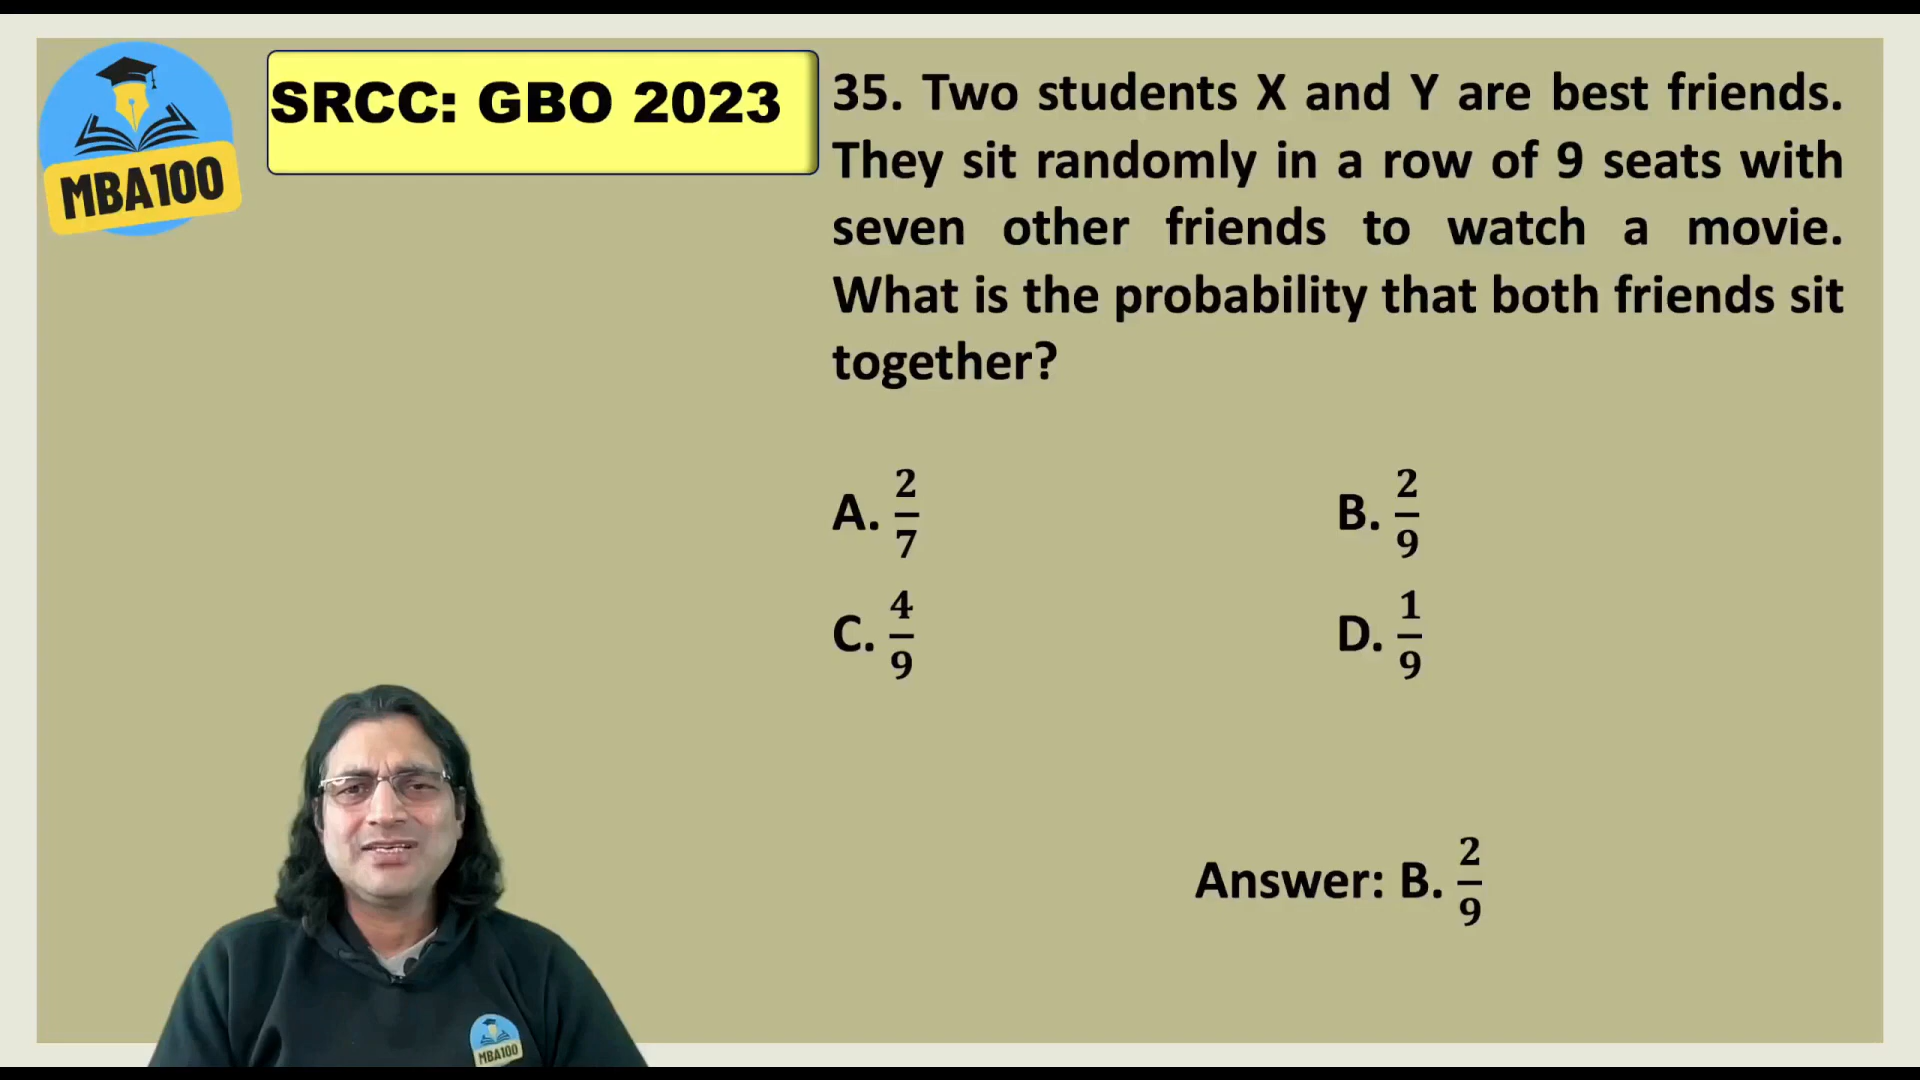 MBA100
SRCC: GBO 2023
35. Two students X and Y are best friends.
They sit randomly in a row of 9 seats with
seven other friends to watch a movie.
What is the probability that both friends sit
together?
A. 2/7
B. 2/9
C. 4/9
D. 1/9
Answer: B. 2/9
MBA100